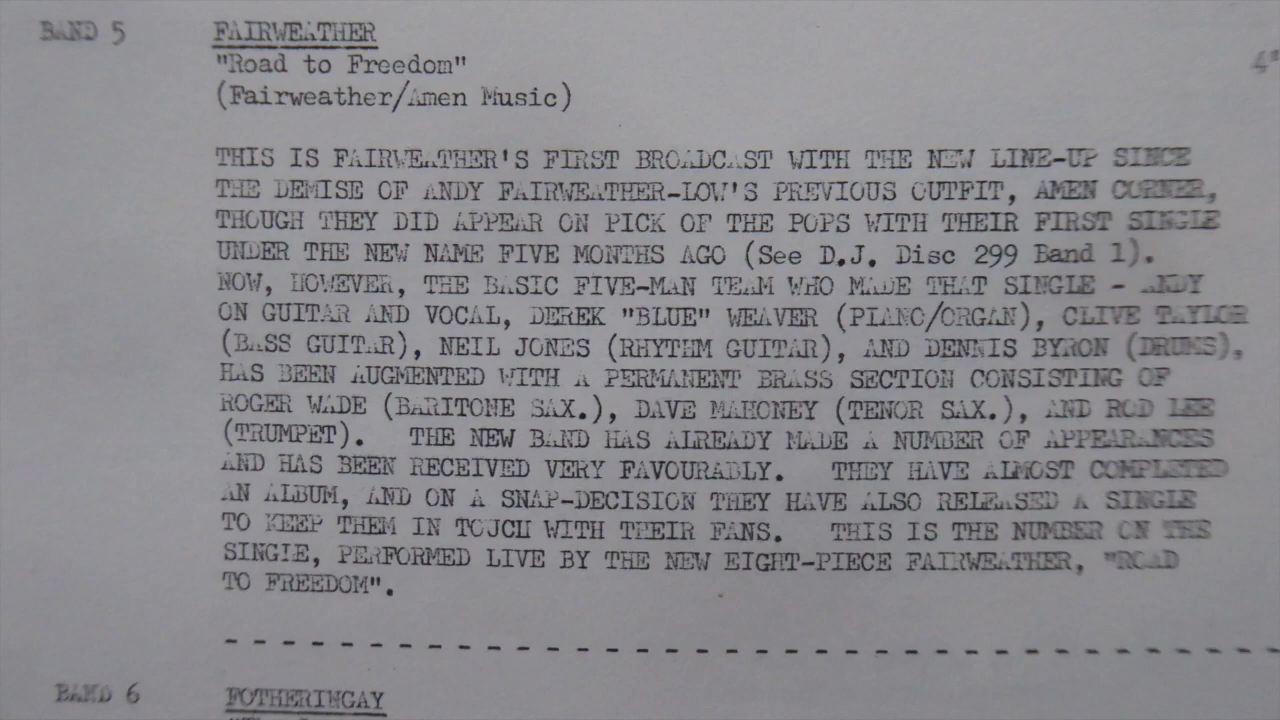 BAND 5 FAIRWEATHER
"Road to Freedom"
(Fairweather/Amen Music)
THIS IS FAIRWEATHER'S FIRST BROADCAST WITH THE NEW LINE-UP SINCE
THE DEMISE OF ANDY FAIRWEATHER-LOW'S PREVIOUS OUTFIT, AMEN CORNER,
THOUGH THEY DID APPEAR ON PICK OF THE POPS WITH THEIR FIRST SINGLE
UNDER THE NEW NAME FIVE MONTHS AGO (See D.J. Disc 299 Band 1).
NOW, HOWEVER, THE BASIC FIVE-MAN TEAM WHO MADE THAT SINGLE - ANDY
ON GUITAR AND VOCAL, DEREK "BLUE" WEAVER (PIANO/ORGAN), CLIVE TAYLOR
(BASS GUITAR), NEIL JONES (RHYTHM GUITAR), AND DENNIS BYRON (DRUMS),
HAS BEEN AUGMENTED WITH A PERMANENT BRASS SECTION CONSISTING OF
ROGER WADE (BARITONE SAX.), DAVE MAHONEY (TENOR SAX.), AND ROD LEE
(TRUMPET). THE NEW BAND HAS ALREADY MADE A NUMBER OF APPEARANCES
AND HAS BEEN RECEIVED VERY FAVOURABLY. THEY HAVE ALMOST COMPLETED
AN ALBUM, AND ON A SNAP-DECISION THEY HAVE ALSO RELEASED A SINGLE
TO KEEP THEM IN TOUCH WITH THEIR FANS. THIS IS THE NUMBER ON THE
SINGLE, PERFORMED LIVE BY THE NEW EIGHT-PIECE FAIRWEATHER, "ROAD
TO FREEDOM".
BAND 6 FOTHERINGAY